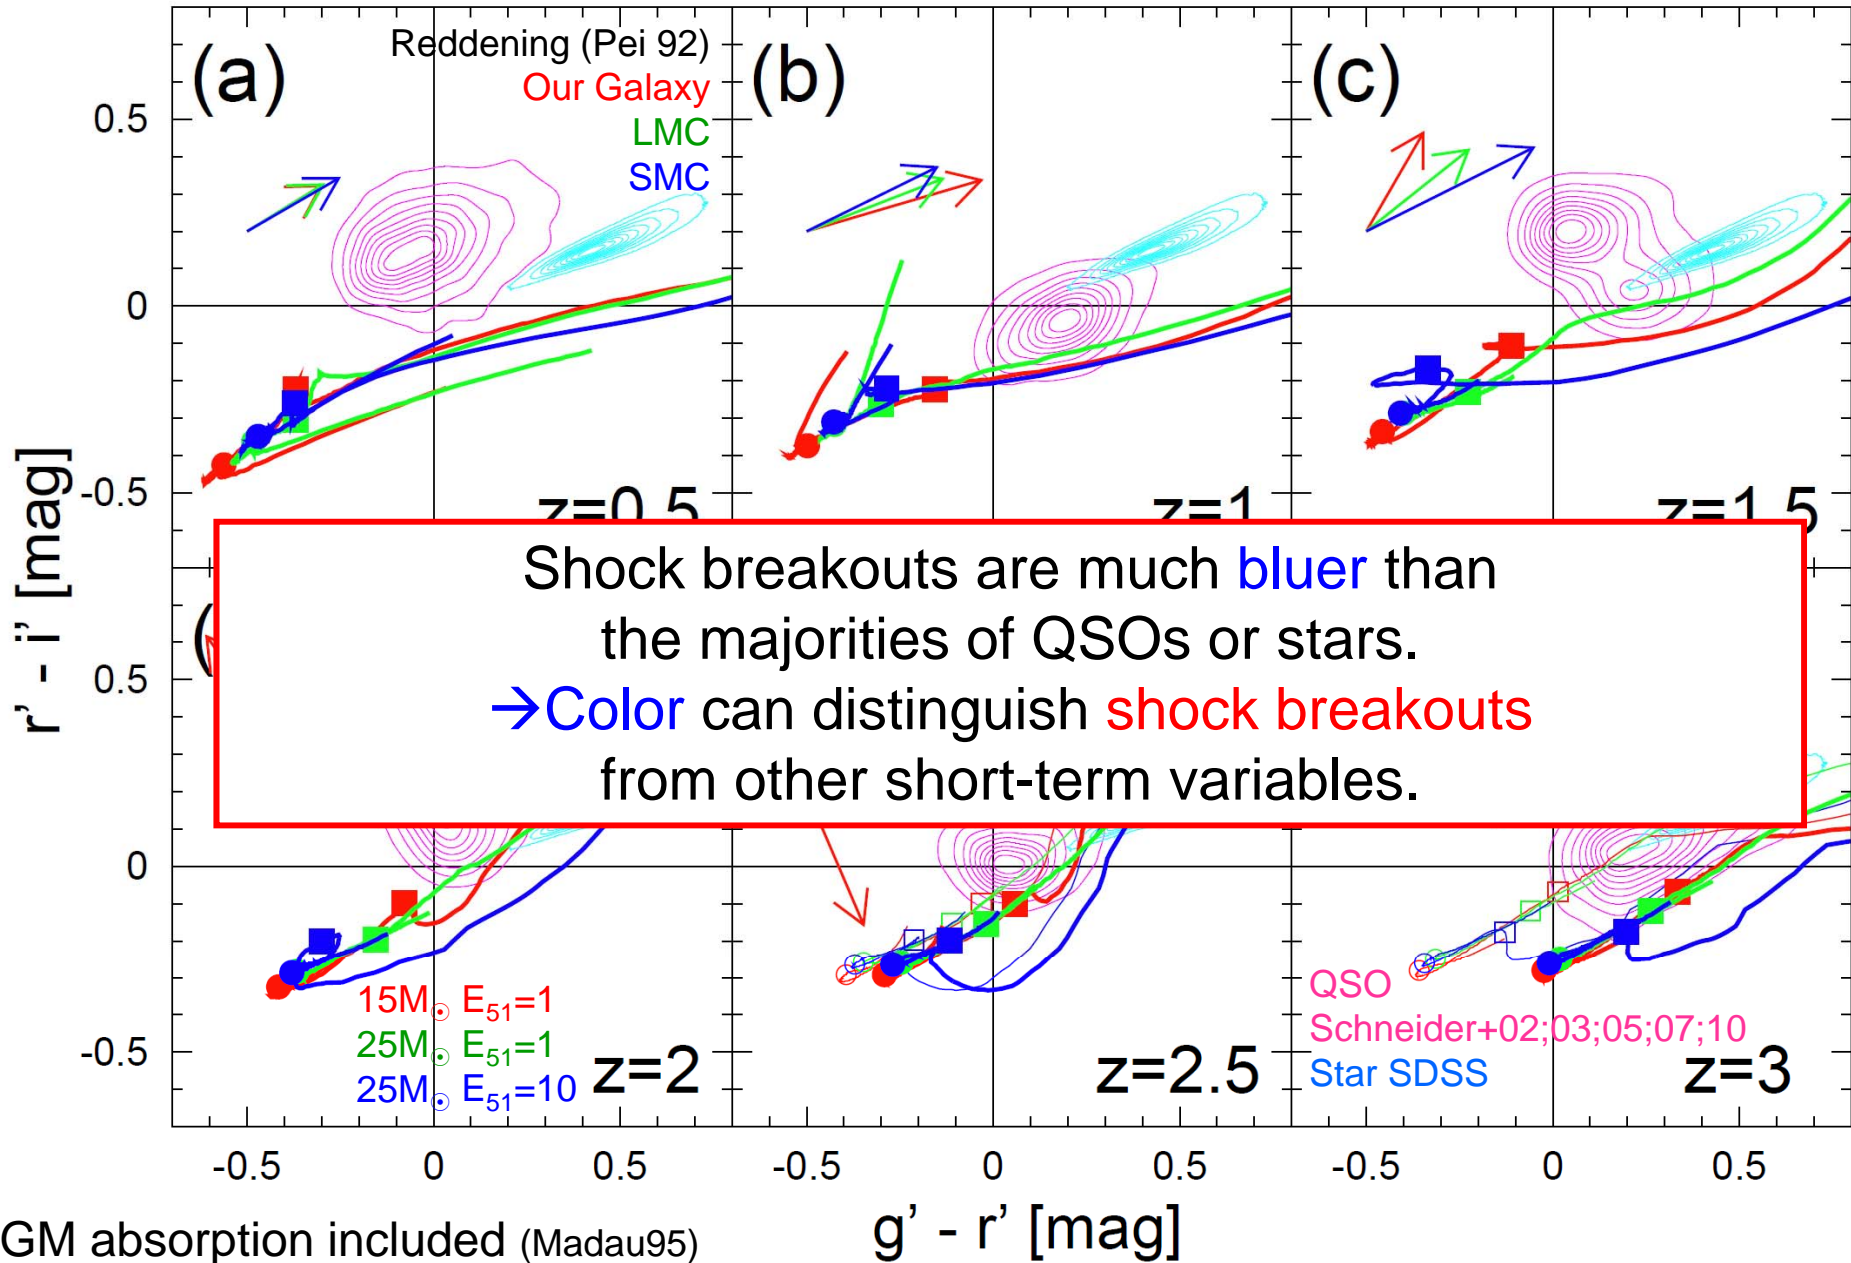 (a)
Reddening (Pei 92)
Our Galaxy
LMC
SMC
(b)
(c)
0.5
0
-0.5
z=0.5
z=1
z=1.5
r' - i' [mag]
Shock breakouts are much bluer than
the majorities of QSOs or stars.
→Color can distinguish shock breakouts
from other short-term variables.
(
0.5
0
-0.5
15M☉ E51=1
25M☉ E51=1
25M☉ E51=10
z=2
z=2.5
QSO
Schneider+02;03;05;07;10
Star SDSS
z=3
-0.5 0 0.5 -0.5 0 0.5 -0.5 0 0.5
g' - r' [mag]
GM absorption included (Madau95)